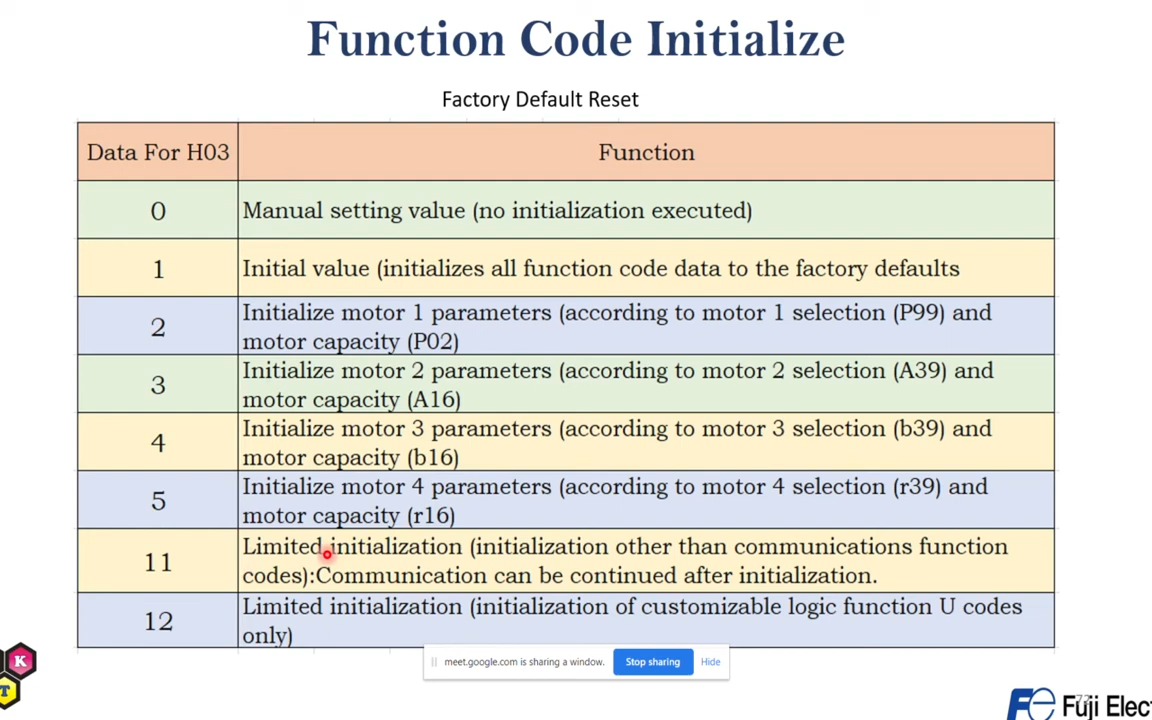 Function Code Initialize
Factory Default Reset
Data For H03
Function
0
Manual setting value (no initialization executed)
1
Initial value (initializes all function code data to the factory defaults
2
Initialize motor 1 parameters (according to motor 1 selection (P99) and
motor capacity (P02)
3
Initialize motor 2 parameters (according to motor 2 selection (A39) and
motor capacity (A16)
4
Initialize motor 3 parameters (according to motor 3 selection (b39) and
motor capacity (b16)
5
Initialize motor 4 parameters (according to motor 4 selection (r39) and
motor capacity (r16)
11
Limited initialization (initialization other than communications function
codes):Communication can be continued after initialization.
12
Limited initialization (initialization of customizable logic function U codes
only)
meet.google.com is sharing a window.
Stop sharing
Hide
K
T
Fuji Elect